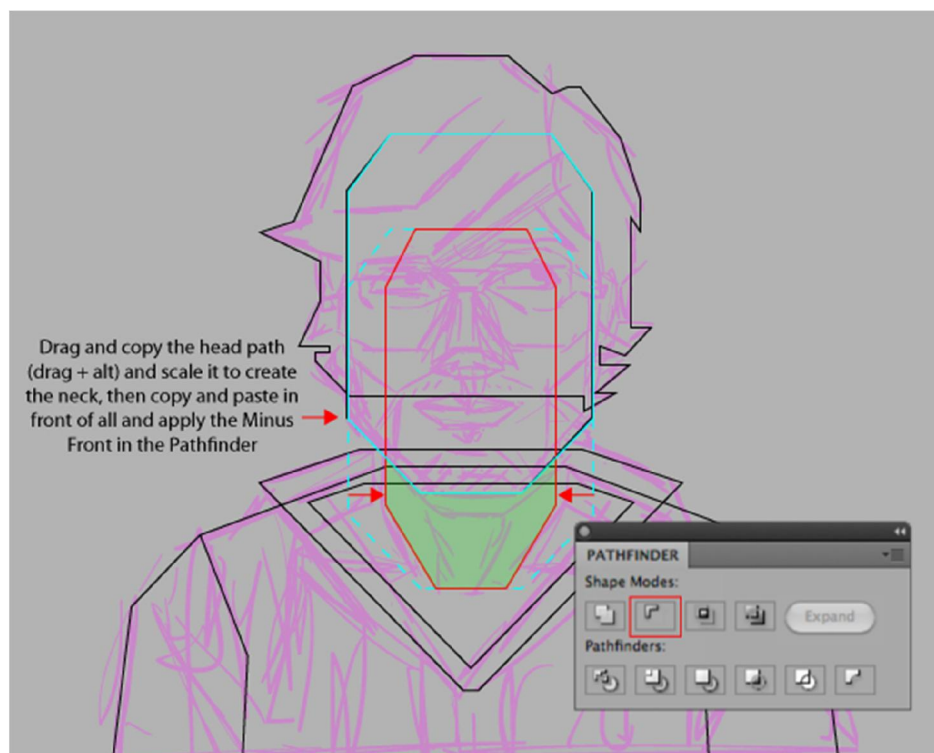 Drag and copy the head path
(drag + alt) and scale it to create
the neck, then copy and paste in
front of all and apply the Minus
Front in the Pathfinder
PATHFINDER
Shape Modes:
Expand
Pathfinders: